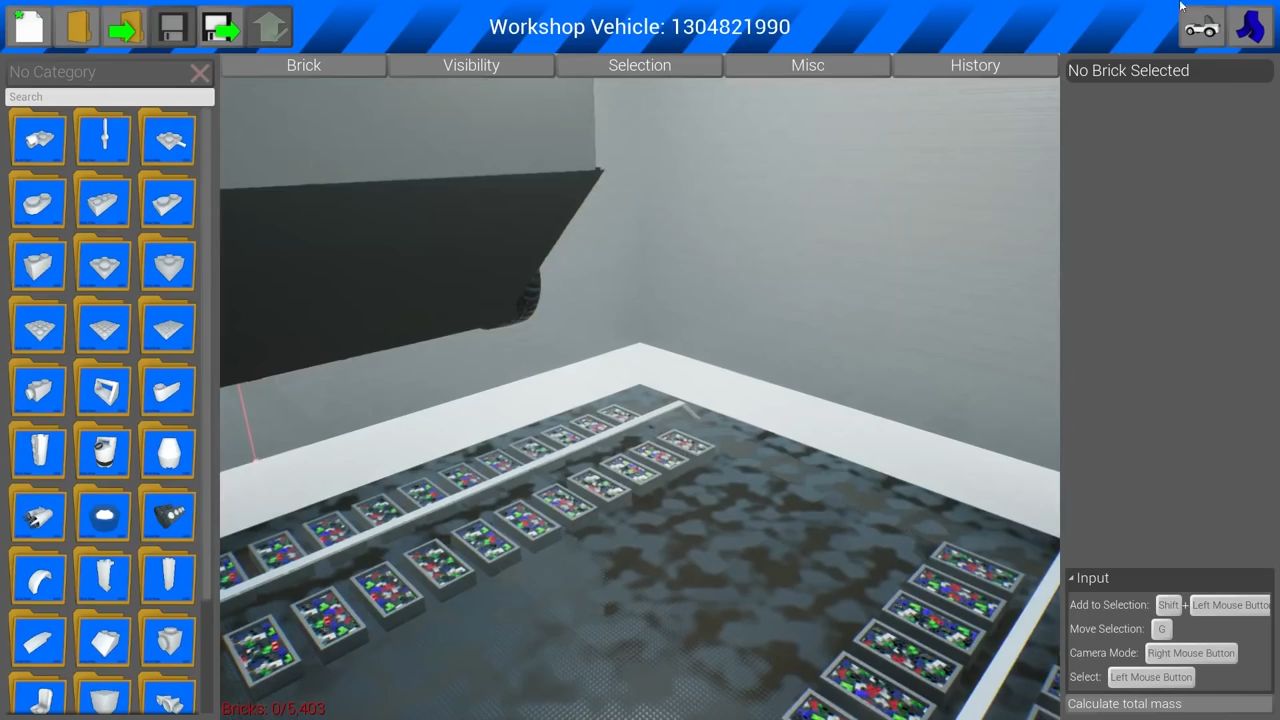 Workshop Vehicle: 1304821990
No Category
Search
Brick
Visibility
Selection
Misc
History
No Brick Selected
Bricks: 0/5,403
Input
Add to Selection: Shift + Left Mouse Butto
Move Selection: G
Camera Mode: Right Mouse Button
Select: Left Mouse Button
Calculate total mass